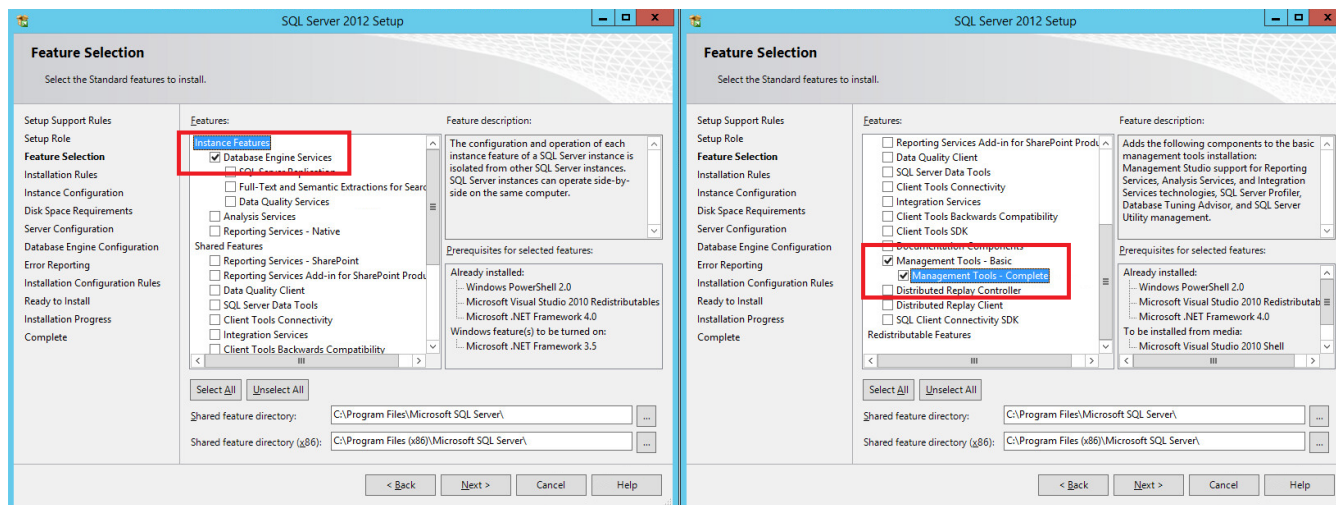 SQL Server 2012 Setup
Feature Selection
Select the Standard features to install.
Setup Support Rules
Setup Role
Feature Selection
Installation Rules
Instance Configuration
Disk Space Requirements
Server Configuration
Database Engine Configuration
Error Reporting
Installation Configuration Rules
Ready to Install
Installation Progress
Complete
Features:
Instance Features
Database Engine Services
SQL Server Replication
Full-Text and Semantic Extractions for Searc
Data Quality Services
Analysis Services
Reporting Services - Native
Shared Features
Reporting Services - SharePoint
Reporting Services Add-in for SharePoint Produ
Data Quality Client
SQL Server Data Tools
Client Tools Connectivity
Integration Services
Client Tools Backwards Compatibility
Feature description:
The configuration and operation of each
instance feature of a SQL Server instance is
isolated from other SQL Server instances.
SQL Server instances can operate side-by-
side on the same computer.
Prerequisites for selected features:
Already installed:
Windows PowerShell 2.0
Microsoft Visual Studio 2010 Redistributables
Microsoft .NET Framework 4.0
Windows feature(s) to be turned on:
Microsoft .NET Framework 3.5
Select All
Unselect All
Shared feature directory:
C:\Program Files\Microsoft SQL Server\
...
Shared feature directory (x86):
C:\Program Files (x86)\Microsoft SQL Server\
...
< Back
Next >
Cancel
Help
SQL Server 2012 Setup
Feature Selection
Select the Standard features to install.
Setup Support Rules
Setup Role
Feature Selection
Installation Rules
Instance Configuration
Disk Space Requirements
Server Configuration
Database Engine Configuration
Error Reporting
Installation Configuration Rules
Ready to Install
Installation Progress
Complete
Features:
Reporting Services Add-in for SharePoint Produ
Data Quality Client
SQL Server Data Tools
Client Tools Connectivity
Integration Services
Client Tools Backwards Compatibility
Client Tools SDK
Documentation Components
Management Tools - Basic
Management Tools - Complete
Distributed Replay Controller
Distributed Replay Client
SQL Client Connectivity SDK
Redistributable Features
Feature description:
Adds the following components to the basic
management tools installation:
Management Studio support for Reporting
Services, Analysis Services, and Integration
Services technologies, SQL Server Profiler,
Database Tuning Advisor, and SQL Server
Utility management.
Prerequisites for selected features:
Already installed:
Windows PowerShell 2.0
Microsoft Visual Studio 2010 Redistributab
Microsoft .NET Framework 4.0
To be installed from media:
Microsoft Visual Studio 2010 Shell
Select All
Unselect All
Shared feature directory:
C:\Program Files\Microsoft SQL Server\
...
Shared feature directory (x86):
C:\Program Files (x86)\Microsoft SQL Server\
...
< Back
Next >
Cancel
Help